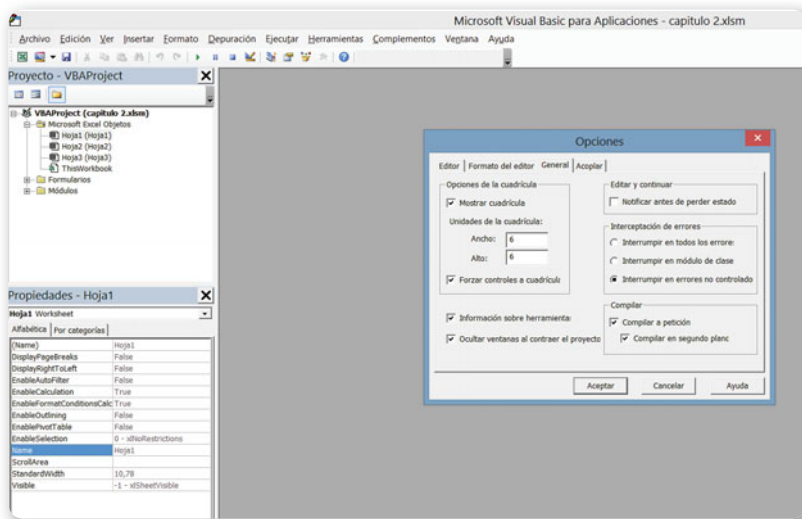 Microsoft Visual Basic para Aplicaciones - capitulo 2.xlsm
Archivo Edición Ver Insertar Formato Depuración Ejecutar Herramientas Complementos Ventana Ayuda
Proyecto - VBAProject
VBAProject (capitulo 2.xlsm)
Microsoft Excel Objetos
Hoja1 (Hoja1)
Hoja2 (Hoja2)
Hoja3 (Hoja3)
ThisWorkbook
Formularios
Módulos
Propiedades - Hoja1
Hoja1 Worksheet
Alfabética Por categorías
(Name) Hoja1
DisplayPageBreaks False
DisplayRightToLeft False
EnableAutoFilter False
EnableCalculation True
EnableFormatConditionsCalc True
EnableOutlining False
EnablePivotTable False
EnableSelection 0 - xlNoRestrictions
Name Hoja1
ScrollArea
StandardWidth 10,78
Visible -1 - xlSheetVisible
Opciones
Editor Formato del editor General Acoplar
Opciones de la cuadrícula
Mostrar cuadrícula
Unidades de la cuadrícula:
Ancho: 6
Alto: 6
Forzar controles a cuadrícula
Información sobre herramienta:
Ocultar ventanas al contraer el proyecto
Editar y continuar
Notificar antes de perder estado
Interceptación de errores
Interrumpir en todos los errore:
Interrumpir en módulo de clase
Interrumpir en errores no controlado
Compilar
Compilar a petición
Compilar en segundo planc
Aceptar Cancelar Ayuda